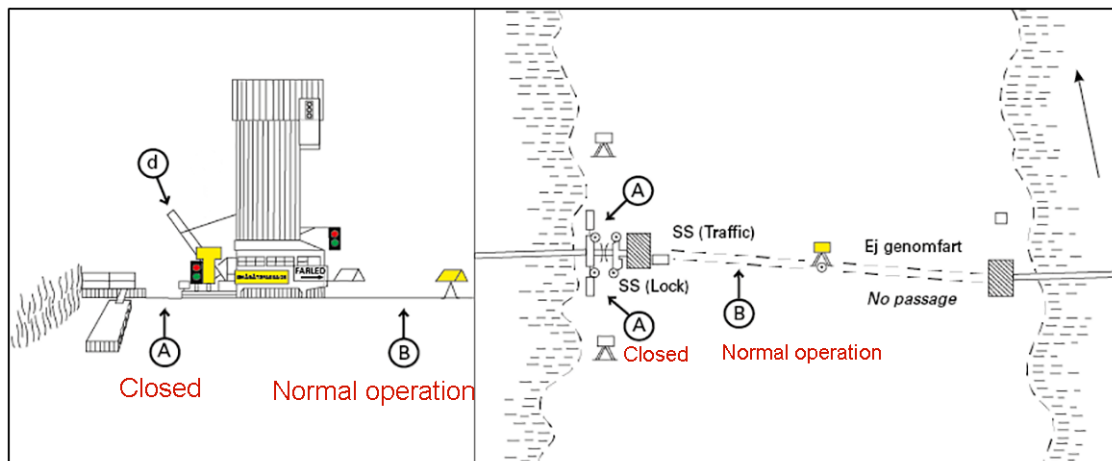 d
FARLED
A
B
Closed
Normal operation
A
SS (Traffic)
Ej genomfart
SS (Lock)
No passage
A
B
Closed
Normal operation